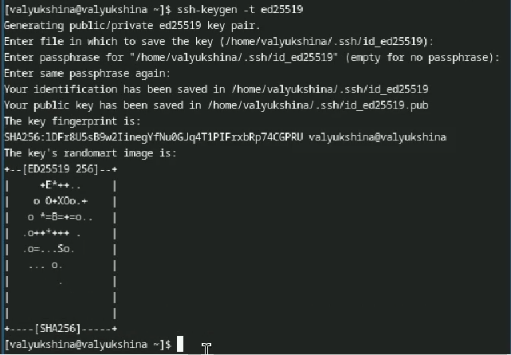 [valyukshina@valyukshina ~]$ ssh-keygen -t ed25519
Generating public/private ed25519 key pair.
Enter file in which to save the key (/home/valyukshina/.ssh/id_ed25519):
Enter passphrase for "/home/valyukshina/.ssh/id_ed25519" (empty for no passphrase):
Enter same passphrase again:
Your identification has been saved in /home/valyukshina/.ssh/id_ed25519
Your public key has been saved in /home/valyukshina/.ssh/id_ed25519.pub
The key fingerprint is:
SHA256:lDFr8U5sB9w2IinegYfNu0GJq4T1PIFrxbRp74CGPRU valyukshina@valyukshina
The key's randomart image is:
+--[ED25519 256]--+
|     +E*++..     |
|    o O+XOo.+    |
|   o *=B=+=o..   |
|  .o++*+++ .     |
|  .o=...So.      |
|   ... o.        |
|        .        |
|                 |
|                 |
+----[SHA256]-----+
[valyukshina@valyukshina ~]$